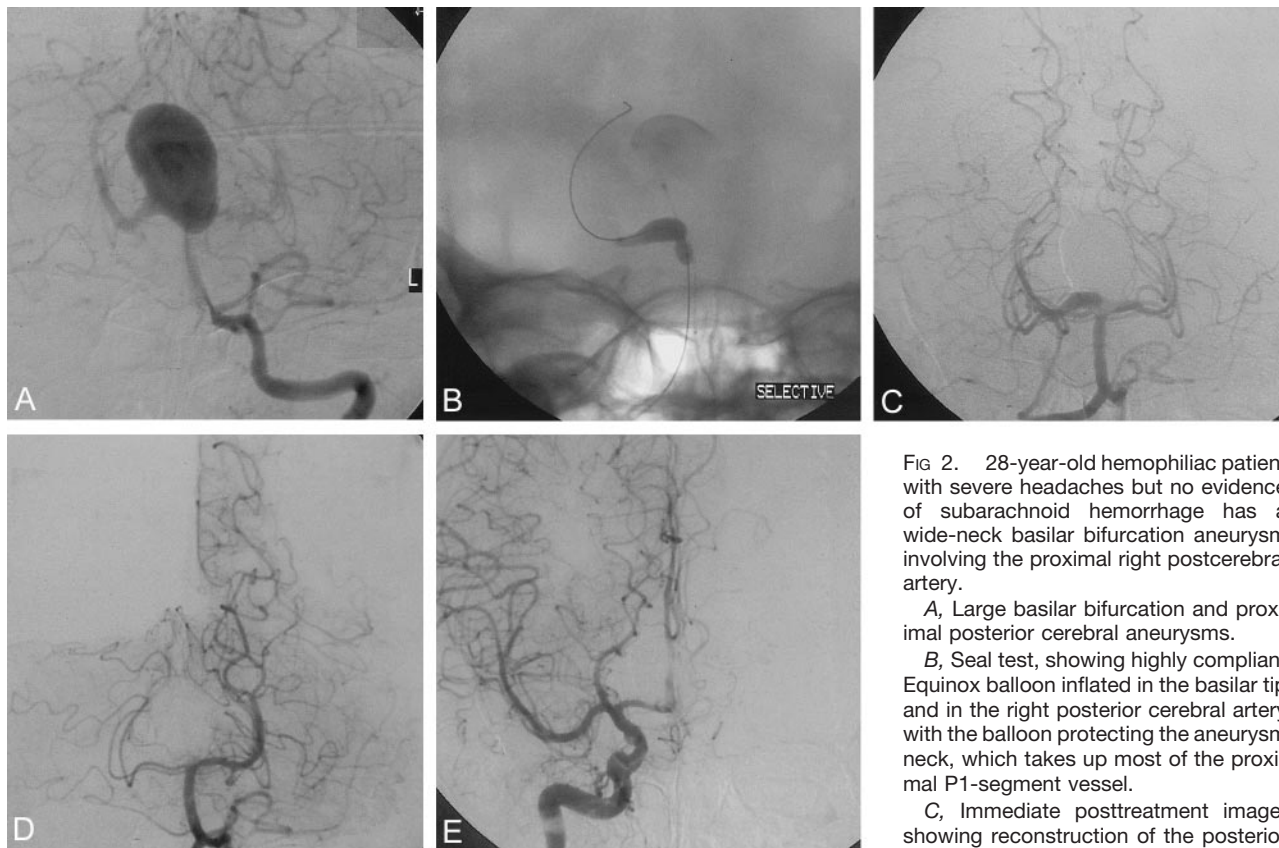 A
L
B
SELECTIVE
C
D
E
FIG 2. 28-year-old hemophiliac patien
with severe headaches but no evidence
of subarachnoid hemorrhage has a
wide-neck basilar bifurcation aneurysm
involving the proximal right postcerebra
artery.
A, Large basilar bifurcation and prox
imal posterior cerebral aneurysms.
B, Seal test, showing highly complian
Equinox balloon inflated in the basilar tip
and in the right posterior cerebral artery
with the balloon protecting the aneurysm
neck, which takes up most of the proxi
mal P1-segment vessel.
C, Immediate posttreatment image
showing reconstruction of the posterio